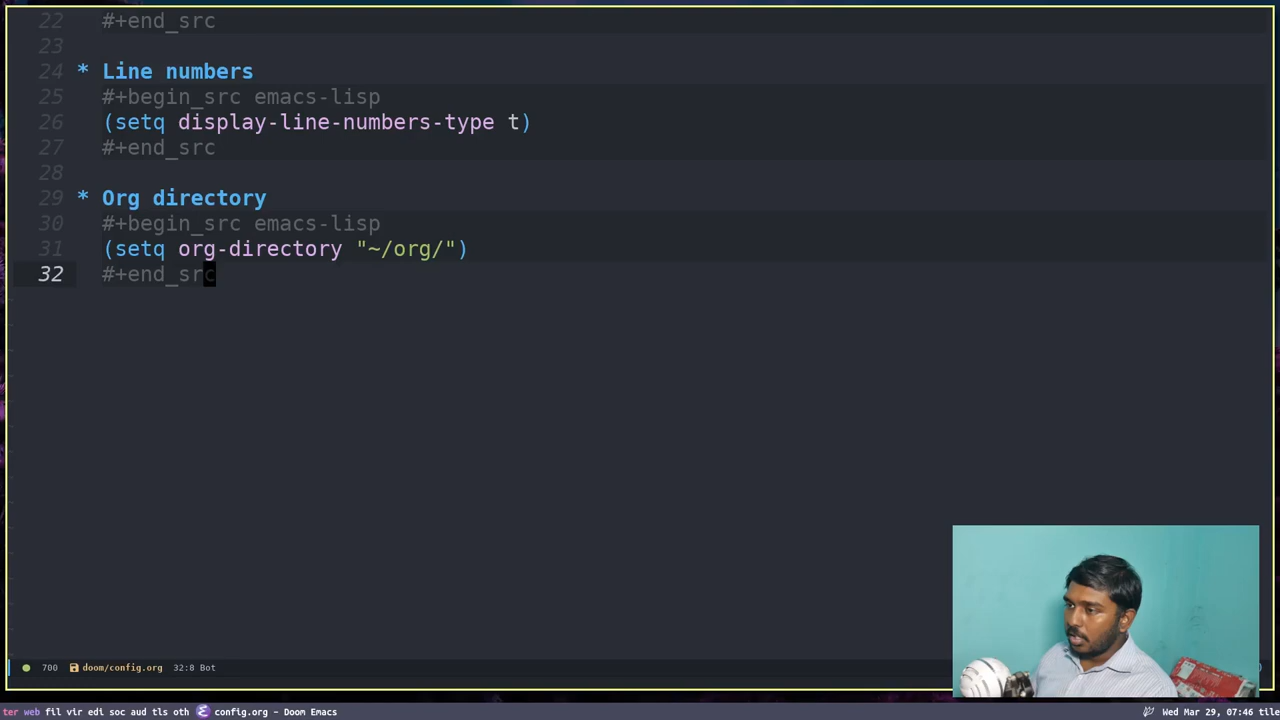 22 #+end_src
23
24 * Line numbers
25 #+begin_src emacs-lisp
26 (setq display-line-numbers-type t)
27 #+end_src
28
29 * Org directory
30 #+begin_src emacs-lisp
31 (setq org-directory "~/org/")
32 #+end_src
700 doom/config.org 32:8 Bot
ter web fil vir edi soc aud tls oth config.org – Doom Emacs Wed Mar 29, 07:46 tile